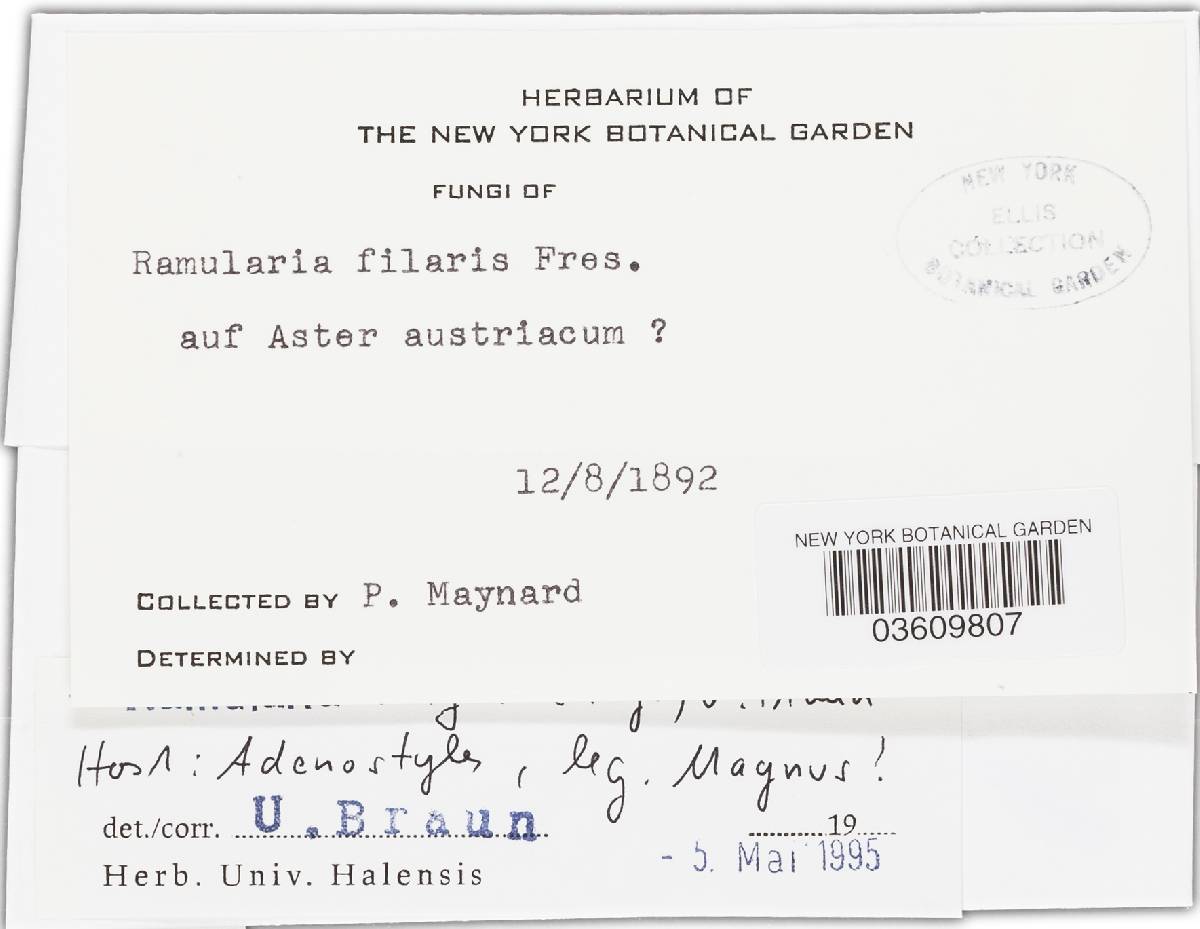 HERBARIUM OF
THE NEW YORK BOTANICAL GARDEN
FUNGI OF
NEW YORK
ELLIS
COLLECTION
BOTANICAL GARDEN
Ramularia filaris Fres.
auf Aster austriacum ?
12/8/1892
NEW YORK BOTANICAL GARDEN
03609807
COLLECTED BY P. Maynard
DETERMINED BY
Host: Adenostyles, leg. Magnus!
det./corr. U. Braun 19
- 5. Mai 1995
Herb. Univ. Halensis